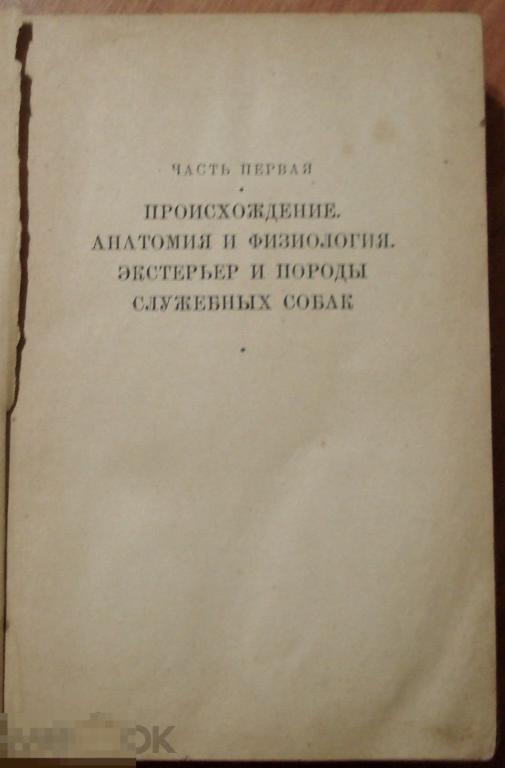 ЧАСТЬ ПЕРВАЯ
ПРОИСХОЖДЕНИЕ.
АНАТОМИЯ И ФИЗИОЛОГИЯ.
ЭКСТЕРЬЕР И ПОРОДЫ
СЛУЖЕБНЫХ СОБАК